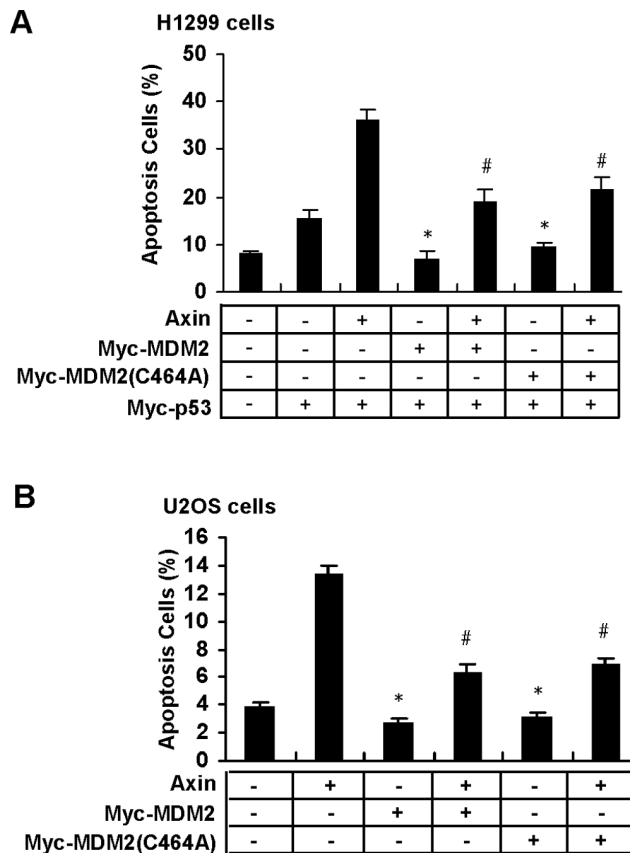 A
H1299 cells
Apoptosis Cells (%)
50
40
30
20
10
0
* # * #
Axin - - + - + - +
Myc-MDM2 - - - + + - -
Myc-MDM2(C464A) - - - - - + +
Myc-p53 - + + + + + +
B
U2OS cells
Apoptosis Cells (%)
16
14
12
10
8
6
4
2
0
* # * #
Axin - + - + - +
Myc-MDM2 - - + + - -
Myc-MDM2(C464A) - - - - + +